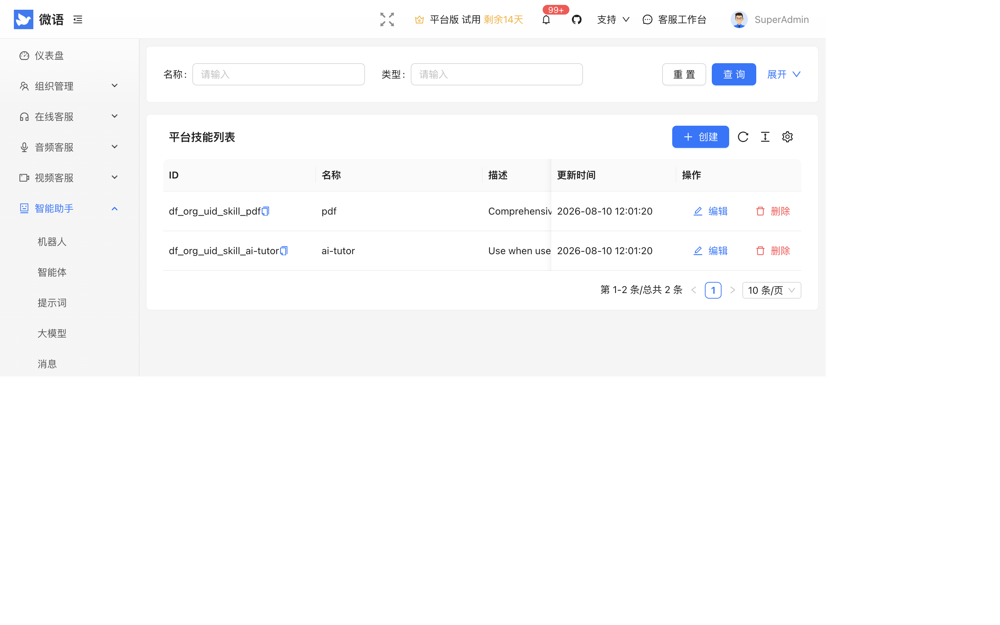 微语
平台版 试用 剩余14天
99+
支持
客服工作台
SuperAdmin
仪表盘
组织管理
在线客服
音频客服
视频客服
智能助手
机器人
智能体
提示词
大模型
消息
名称: 请输入
类型: 请输入
重 置
查 询
展开
平台技能列表
创建
ID 名称 描述 更新时间 操作
df_org_uid_skill_pdf pdf Comprehensiv 2026-08-10 12:01:20 编辑 删除
df_org_uid_skill_ai-tutor ai-tutor Use when use 2026-08-10 12:01:20 编辑 删除
第 1-2 条/总共 2 条 1 10 条/页